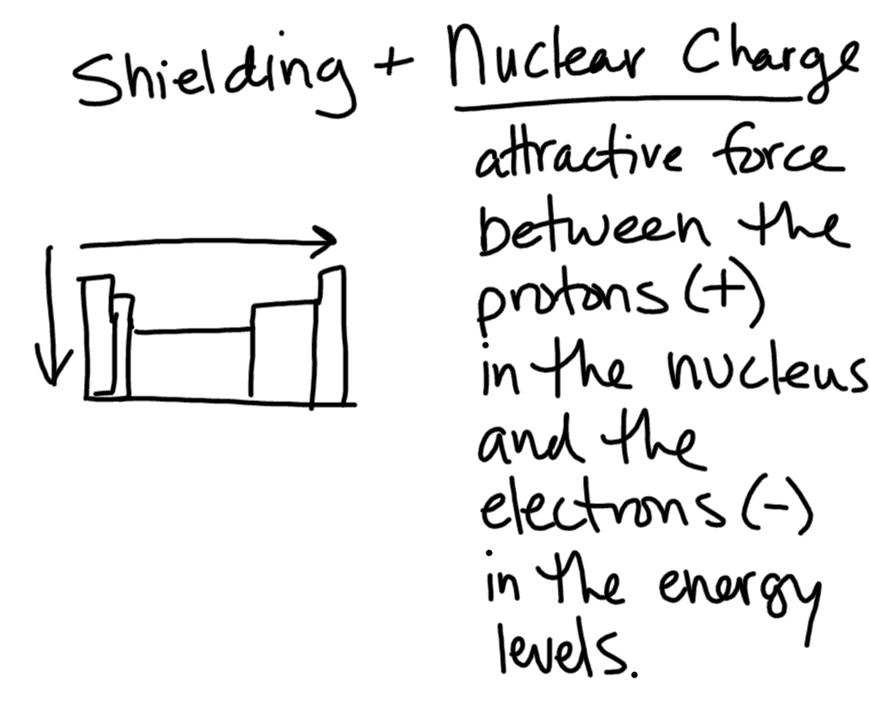 Shielding + Nuclear Charge
attractive force
between the
protons (+)
in the nucleus
and the
electrons (-)
in the energy
levels.